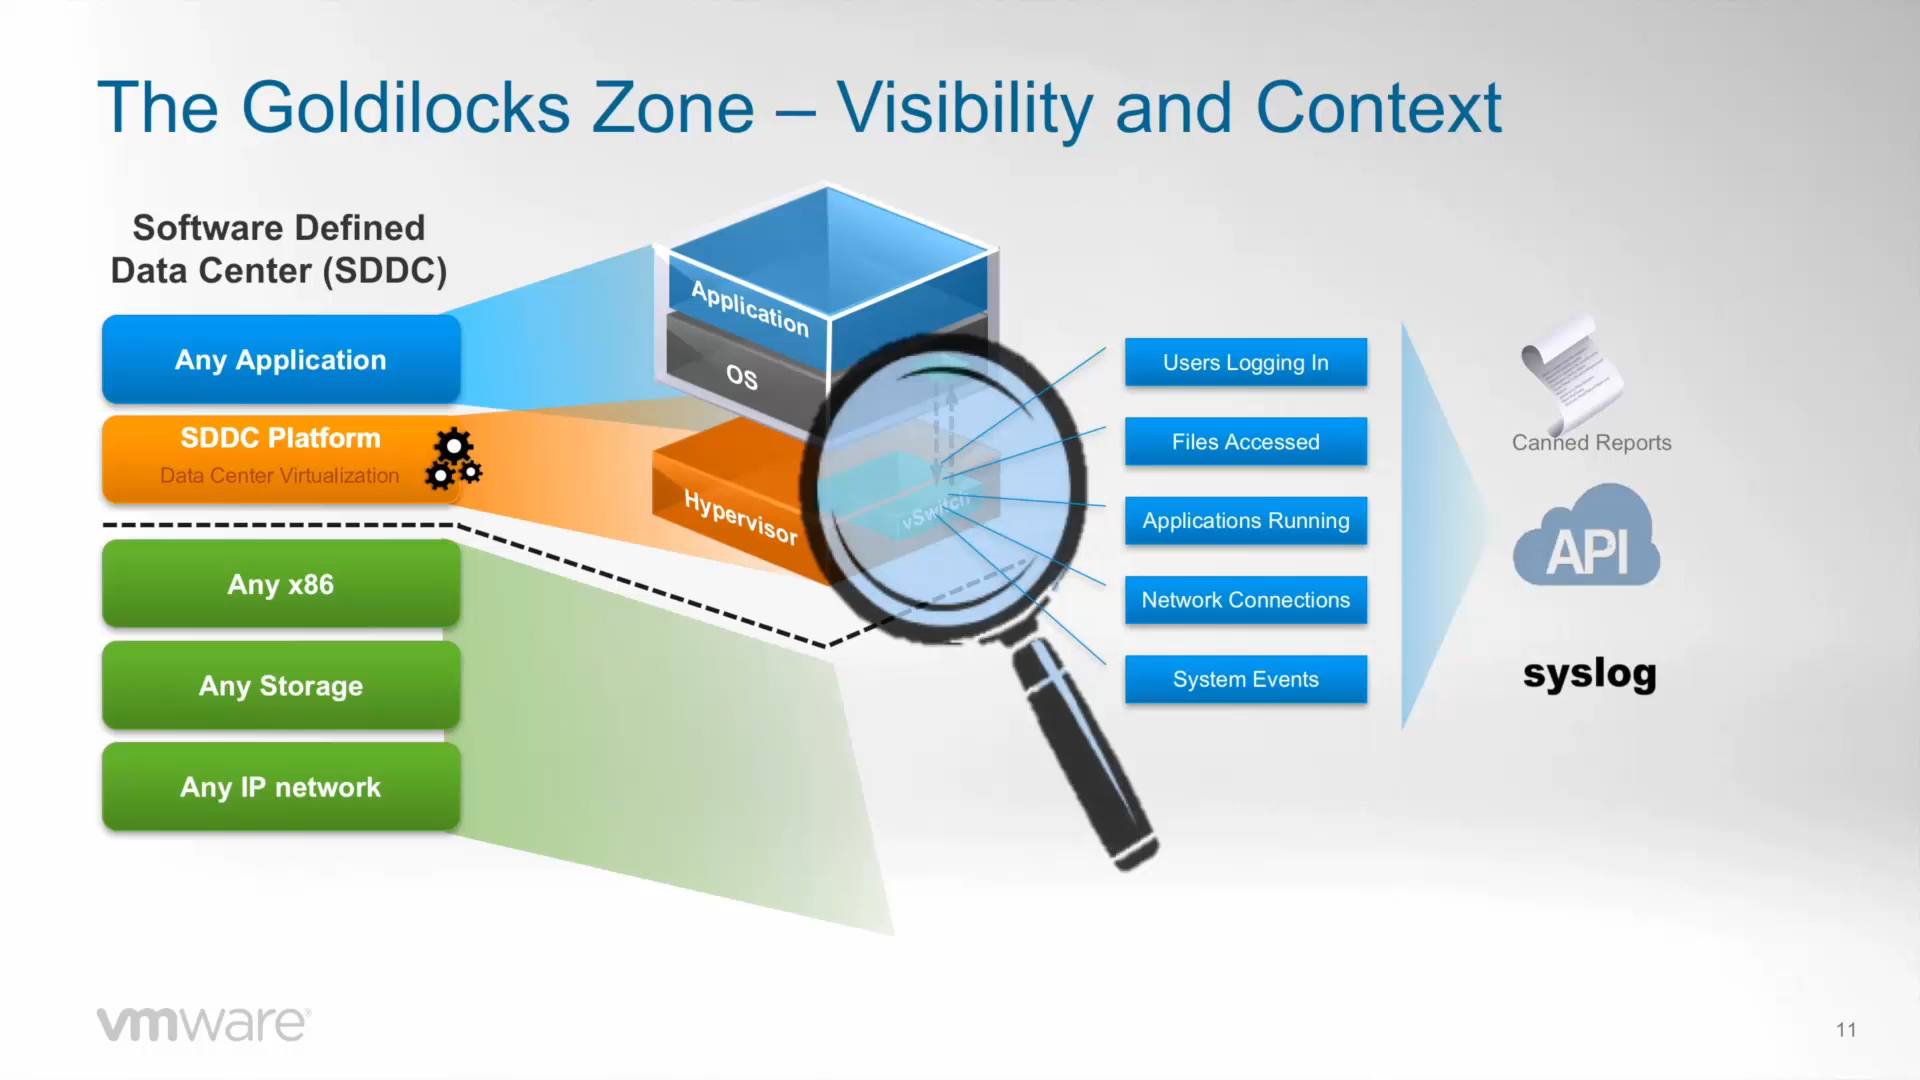 The Goldilocks Zone – Visibility and Context
Software Defined
Data Center (SDDC)
Any Application
SDDC Platform
Data Center Virtualization
Any x86
Any Storage
Any IP network
Application
OS
Hypervisor
vSwitch
Users Logging In
Files Accessed
Applications Running
Network Connections
System Events
Canned Reports
API
syslog
vmware®
11